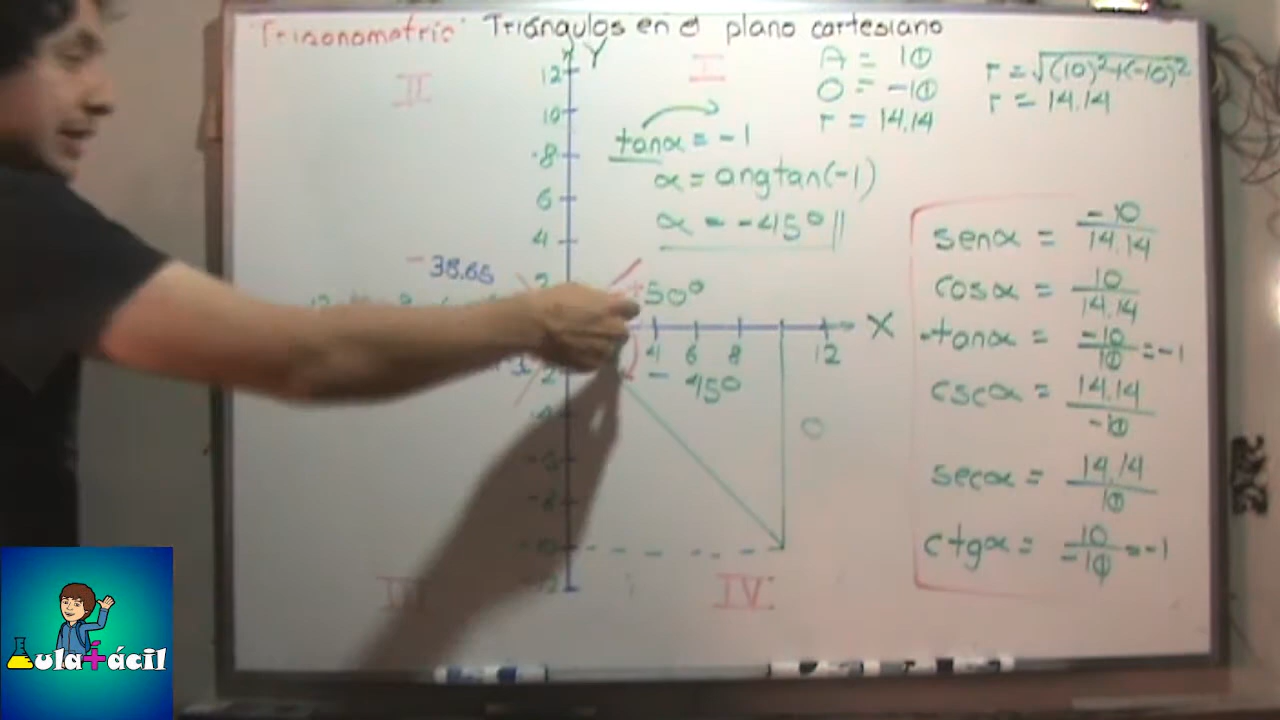 "Trigonometría" Triángulos en el plano cartesiano
Y
II
I
12
10
8
6
4
2
A = 10
O = -10
r = 14.14
r = √(10)²+(-10)²
r = 14.14
tanα = -1
α = angtan(-1)
α = -45°
- 38.65
+50°
4 6 8 12
X
- 45°
O
IV
senα = -10/14.14
cosα = 10/14.14
tanα = -10/10 = -1
cscα = 14.14/-10
secα = 14.14/10
ctgα = 10/-10 = -1
Aula+ácil